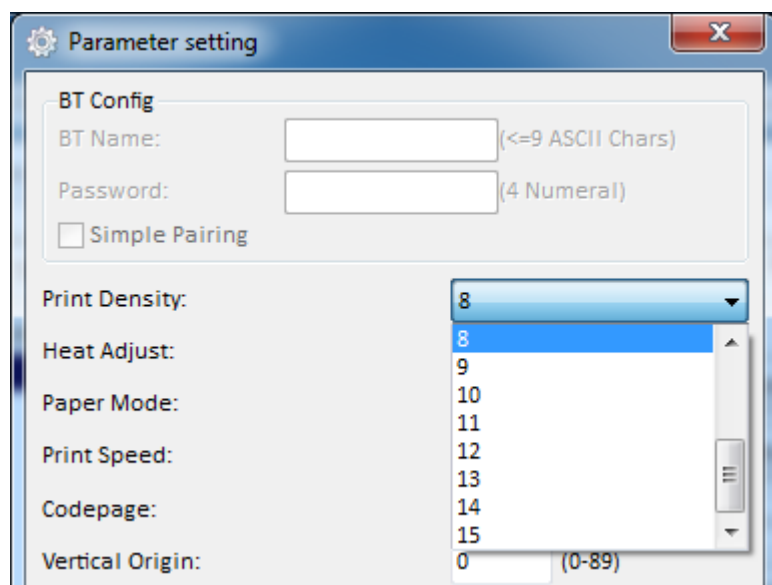 Parameter setting
BT Config
BT Name: (<=9 ASCII Chars)
Password: (4 Numeral)
Simple Pairing
Print Density: 8
8
Heat Adjust:
9
10
Paper Mode:
11
12
Print Speed:
13
14
Codepage:
15
Vertical Origin: 0 (0-89)